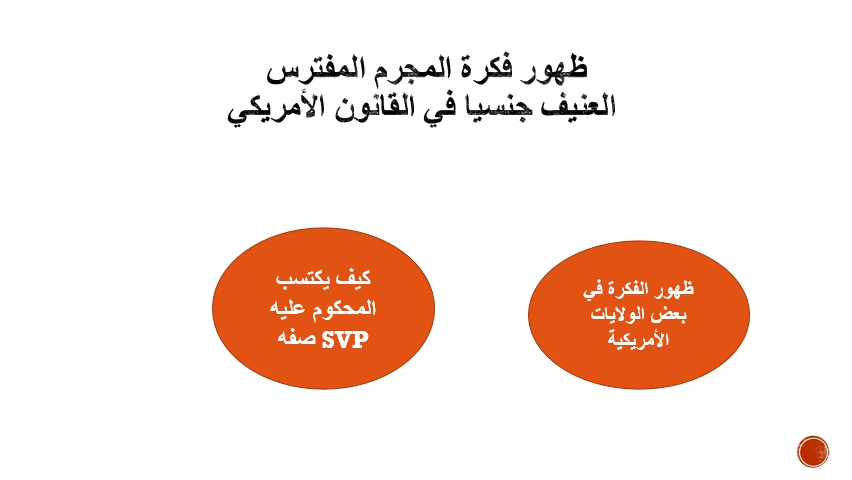 ظهور فكرة المجرم المفترس
العنيف جنسيا في القانون الأمريكي
ظهور الفكرة في
بعض الولايات
الأمريكية
كيف يكتسب
المحكوم عليه
صفه SVP